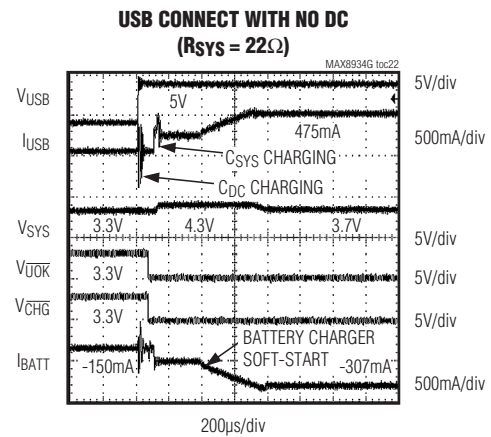 USB CONNECT WITH NO DC
(RSYS = 22Ω)
MAX8934G toc22
VUSB
5V
5V/div
IUSB
475mA
500mA/div
CSYS CHARGING
CDC CHARGING
VSYS
3.3V
4.3V
3.7V
5V/div
VUOK
3.3V
5V/div
VCHG
3.3V
5V/div
BATTERY CHARGER
SOFT-START
IBATT
-150mA
-307mA
500mA/div
200µs/div